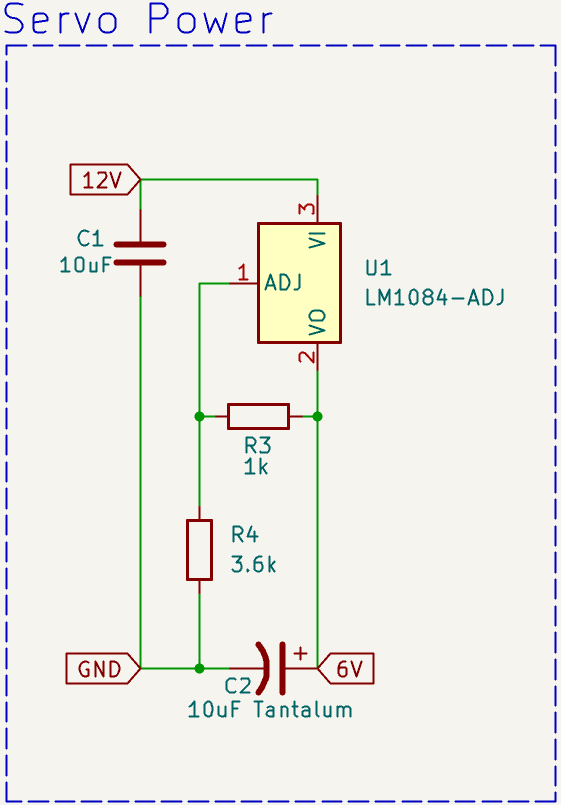 Servo Power
12V
3
C1
10uF
VI
1
ADJ
U1
LM1084-ADJ
VO
2
R3
1k
R4
3.6k
GND
+
6V
C2
10uF Tantalum